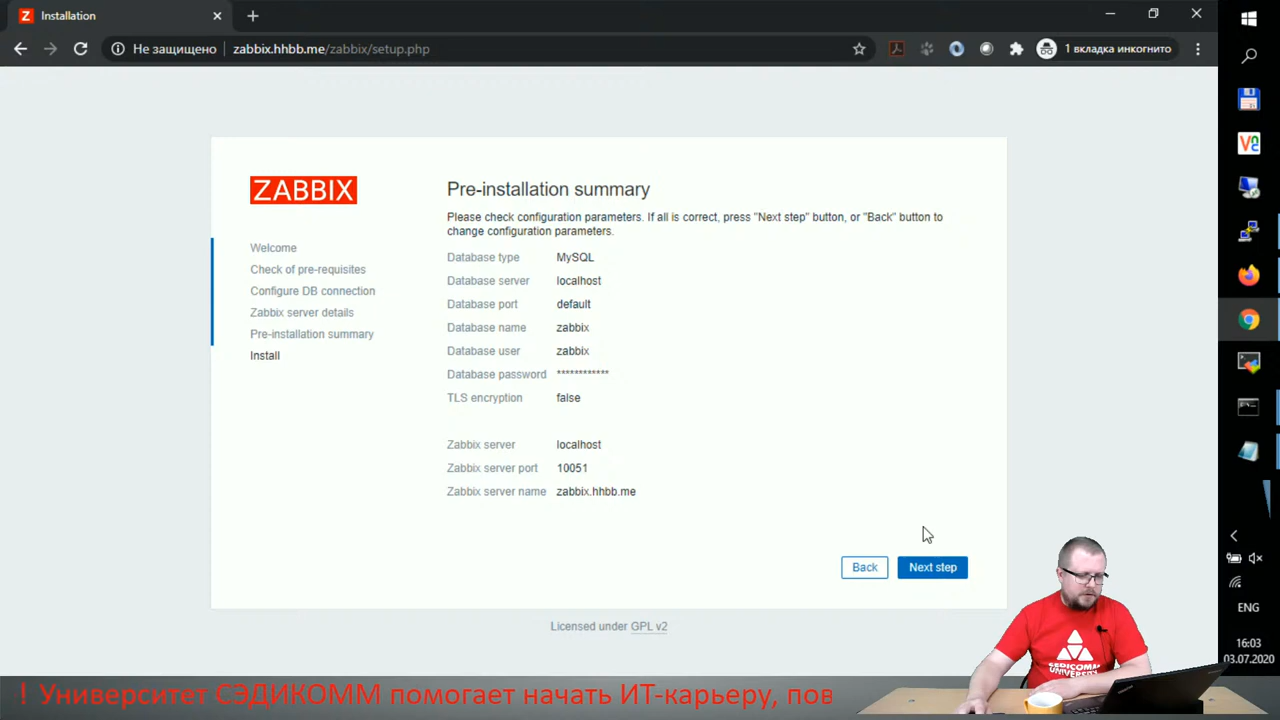 Installation
Не защищено
zabbix.hhbb.me/zabbix/setup.php
1 вкладка инкогнито
ZABBIX
Welcome
Check of pre-requisites
Configure DB connection
Zabbix server details
Pre-installation summary
Install
Pre-installation summary
Please check configuration parameters. If all is correct, press "Next step" button, or "Back" button to
change configuration parameters.
Database type MySQL
Database server localhost
Database port default
Database name zabbix
Database user zabbix
Database password ************
TLS encryption false
Zabbix server localhost
Zabbix server port 10051
Zabbix server name zabbix.hhbb.me
Back
Next step
Licensed under GPL v2
ENG
16:03
03.07.2020
SEDICOMM
UNIVERSITY
! Университет СЭДИКОММ помогает начать ИТ-карьеру, пов